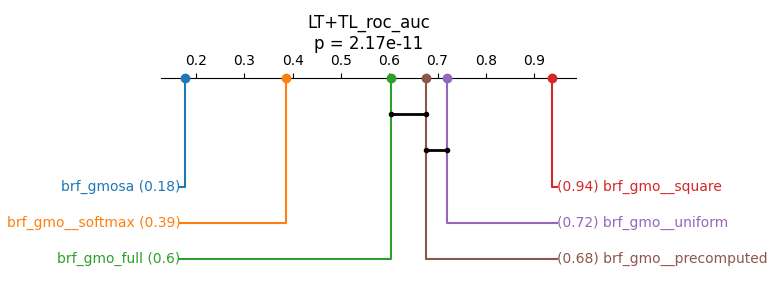 LT+TL_roc_auc
p = 2.17e-11
0.2 0.3 0.4 0.5 0.6 0.7 0.8 0.9
brf_gmosa (0.18) (0.94) brf_gmo__square
brf_gmo__softmax (0.39) (0.72) brf_gmo__uniform
brf_gmo_full (0.6) (0.68) brf_gmo__precomputed